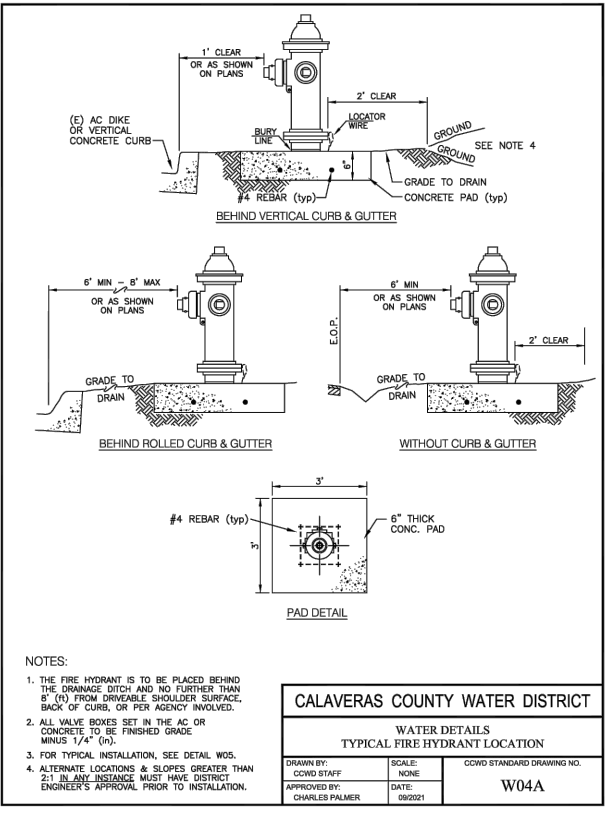 1' CLEAR
OR AS SHOWN
ON PLANS
2' CLEAR
(E) AC DIKE
OR VERTICAL
CONCRETE CURB
BURY
LINE
LOCATOR
WIRE
GROUND
GROUND
SEE NOTE 4
6"
GRADE TO DRAIN
#4 REBAR (typ)
CONCRETE PAD (typ)
BEHIND VERTICAL CURB & GUTTER
6' MIN - 8' MAX
OR AS SHOWN
ON PLANS
GRADE TO
DRAIN
BEHIND ROLLED CURB & GUTTER
6' MIN
OR AS SHOWN
ON PLANS
E.O.P.
2' CLEAR
GRADE TO
DRAIN
WITHOUT CURB & GUTTER
3'
#4 REBAR (typ)
3'
6" THICK
CONC. PAD
PAD DETAIL
NOTES:
1. THE FIRE HYDRANT IS TO BE PLACED BEHIND
THE DRAINAGE DITCH AND NO FURTHER THAN
8' (ft) FROM DRIVEABLE SHOULDER SURFACE,
BACK OF CURB, OR PER AGENCY INVOLVED.
2. ALL VALVE BOXES SET IN THE AC OR
CONCRETE TO BE FINISHED GRADE
MINUS 1/4" (in).
3. FOR TYPICAL INSTALLATION, SEE DETAIL W05.
4. ALTERNATE LOCATIONS & SLOPES GREATER THAN
2:1 IN ANY INSTANCE MUST HAVE DISTRICT
ENGINEER'S APPROVAL PRIOR TO INSTALLATION.
CALAVERAS COUNTY WATER DISTRICT
WATER DETAILS
TYPICAL FIRE HYDRANT LOCATION
DRAWN BY:
CCWD STAFF
SCALE:
NONE
CCWD STANDARD DRAWING NO.
W04A
APPROVED BY:
CHARLES PALMER
DATE:
09/2021